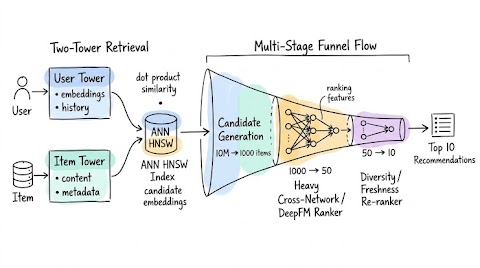 Two-Tower Retrieval
User Tower
• embeddings
• history
User
Item Tower
• content
• metadata
Item
dot product
similarity
ANN
HNSW
ANN HNSW
Index
candidate
embeddings
Multi-Stage Funnel Flow
Candidate
Generation
10M → 1000 items
ranking
features
1000 → 50
Heavy
Cross-Network /
DeepFM Ranker
50 → 10
Diversity /
Freshness
Re-ranker
Top 10
Recommendations